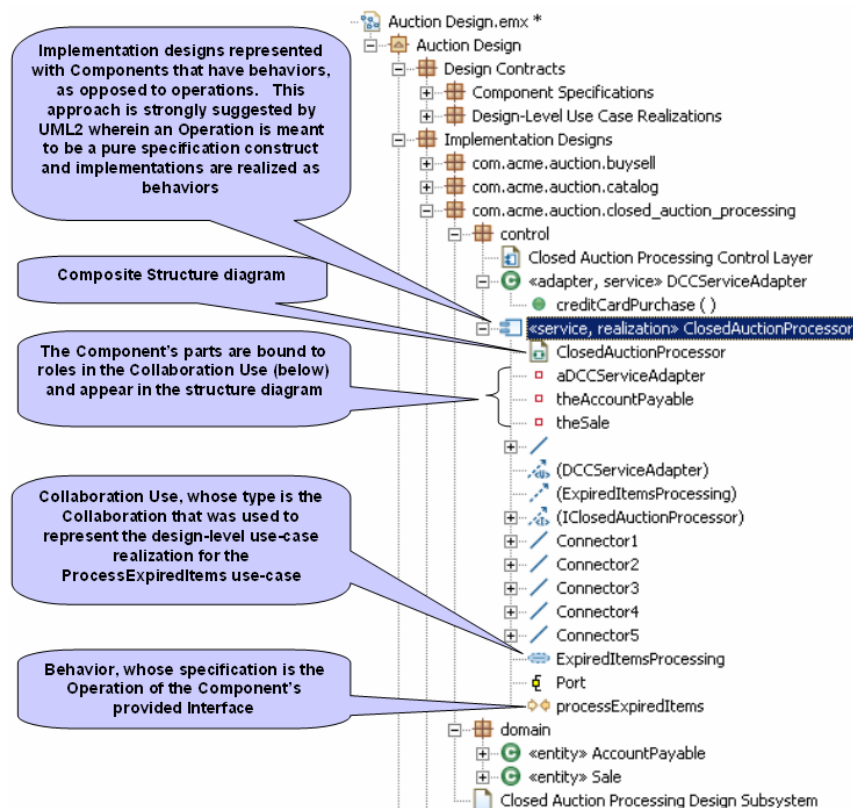 Implementation designs represented
with Components that have behaviors,
as opposed to operations. This
approach is strongly suggested by
UML2 wherein an Operation is meant
to be a pure specification construct
and implementations are realized as
behaviors
Composite Structure diagram
The Component's parts are bound to
roles in the Collaboration Use (below)
and appear in the structure diagram
Collaboration Use, whose type is the
Collaboration that was used to
represent the design-level use-case
realization for the
ProcessExpiredItems use-case
Behavior, whose specification is the
Operation of the Component's
provided Interface
Auction Design.emx *
Auction Design
Design Contracts
Component Specifications
Design-Level Use Case Realizations
Implementation Designs
com.acme.auction.buysell
com.acme.auction.catalog
com.acme.auction.closed_auction_processing
control
Closed Auction Processing Control Layer
«adapter, service» DCCServiceAdapter
creditCardPurchase ( )
«service, realization» ClosedAuctionProcessor
ClosedAuctionProcessor
aDCCServiceAdapter
theAccountPayable
theSale
(DCCServiceAdapter)
(ExpiredItemsProcessing)
(IClosedAuctionProcessor)
Connector1
Connector2
Connector3
Connector4
Connector5
ExpiredItemsProcessing
Port
processExpiredItems
domain
«entity» AccountPayable
«entity» Sale
Closed Auction Processing Design Subsystem